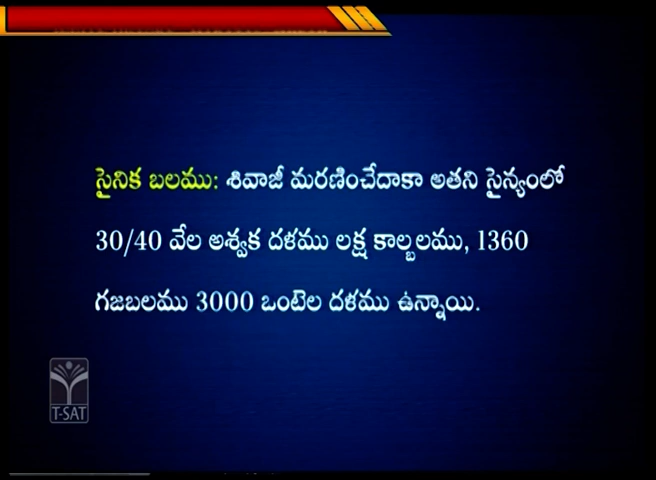 సైనిక బలము: శివాజీ మరణించేదాకా అతని సైన్యంలో
30/40 వేల అశ్వక దళము లక్ష కాల్బలము, 1360
గజబలము 3000 ఒంటెల దళము ఉన్నాయి.
T-SAT